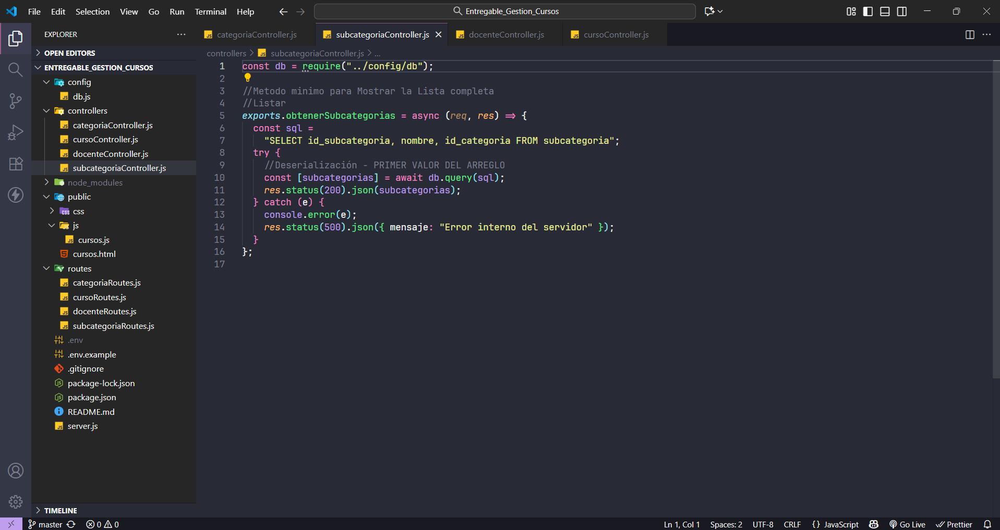 File Edit Selection View Go Run Terminal Help
Entregable_Gestion_Cursos
EXPLORER
OPEN EDITORS
ENTREGABLE_GESTION_CURSOS
config
db.js
controllers
categoriaController.js
cursoController.js
docenteController.js
subcategoriaController.js
node_modules
public
css
js
cursos.js
cursos.html
routes
categoriaRoutes.js
cursoRoutes.js
docenteRoutes.js
subcategoriaRoutes.js
.env
.env.example
.gitignore
package-lock.json
package.json
README.md
server.js
TIMELINE
categoriaController.js subcategoriaController.js docenteController.js cursoController.js
controllers > subcategoriaController.js > ...
1 const db = require("../config/db");
2
3 //Metodo minimo para Mostrar la Lista completa
4 //Listar
5 exports.obtenerSubcategorias = async (req, res) => {
6 const sql =
7 "SELECT id_subcategoria, nombre, id_categoria FROM subcategoria";
8 try {
9 //Deserialización - PRIMER VALOR DEL ARREGLO
10 const [subcategorias] = await db.query(sql);
11 res.status(200).json(subcategorias);
12 } catch (e) {
13 console.error(e);
14 res.status(500).json({ mensaje: "Error interno del servidor" });
15 }
16 };
17
master 0 0 Ln 1, Col 1 Spaces: 2 UTF-8 CRLF {} JavaScript Go Live Prettier